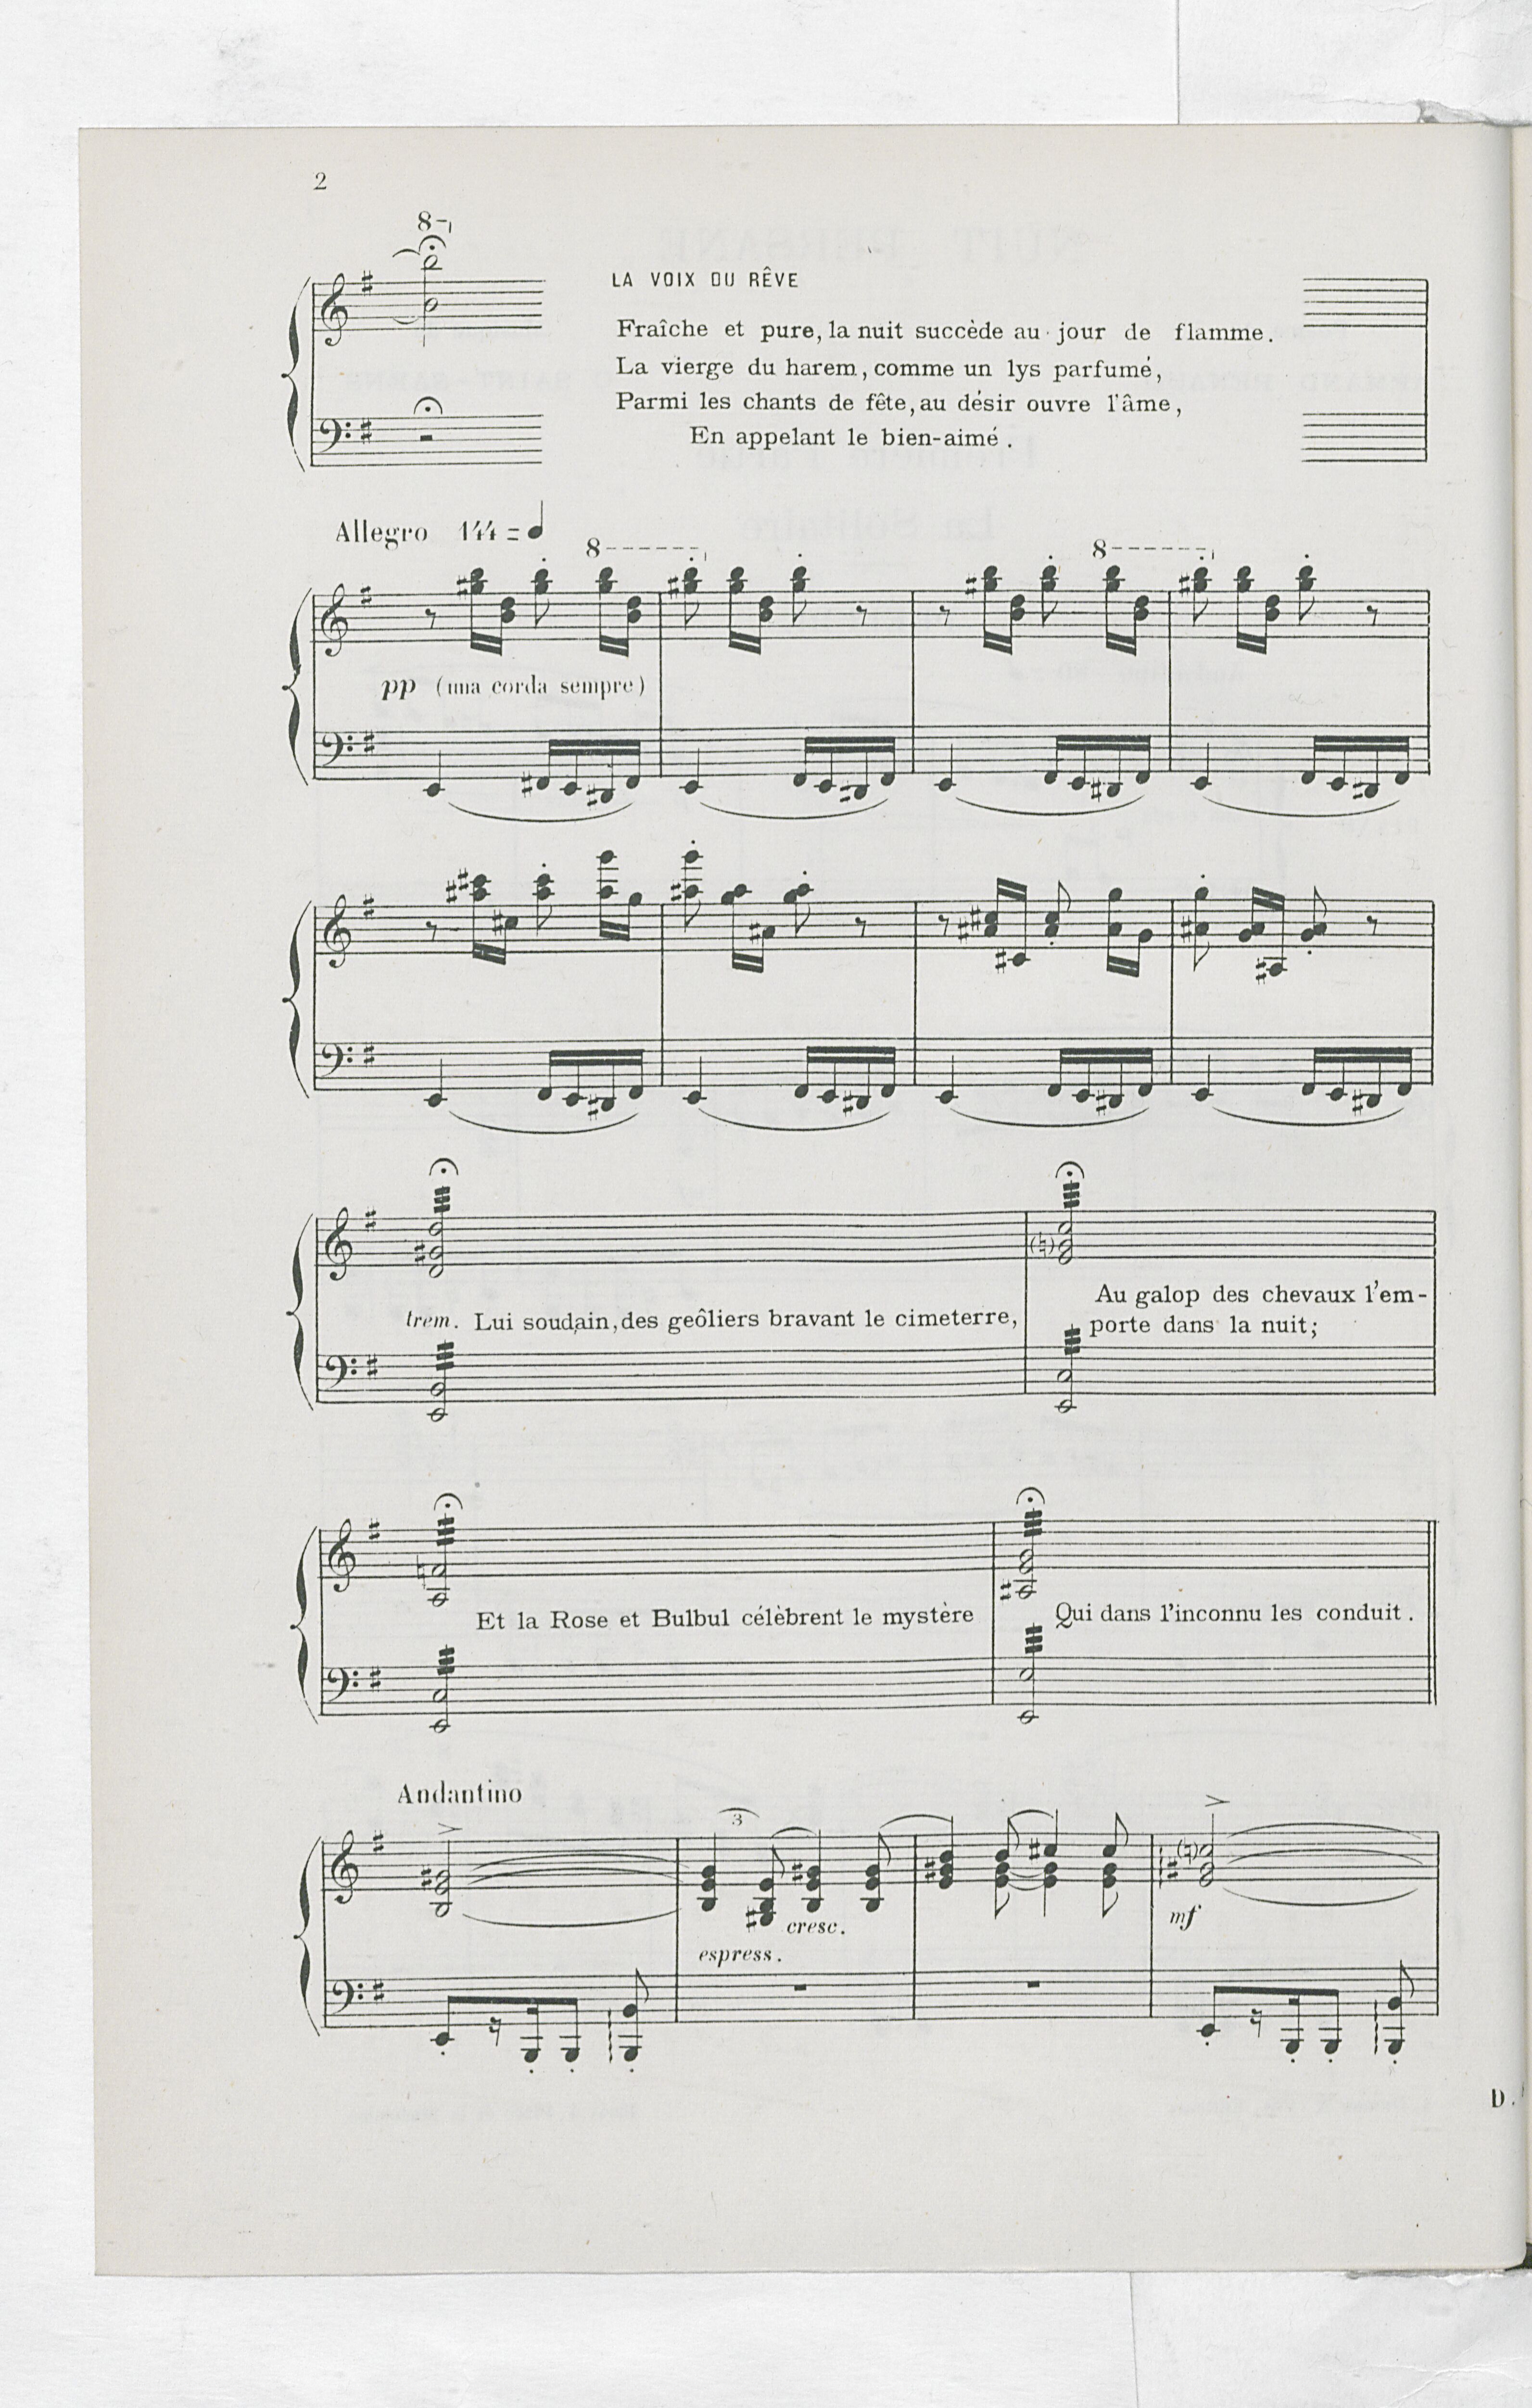 2
8
LA VOIX DU RÊVE
Fraîche et pure, la nuit succède au jour de flamme.
La vierge du harem, comme un lys parfumé,
Parmi les chants de fête, au désir ouvre l'âme,
En appelant le bien-aimé.
Allegro 144 = ♩
8 8
pp (una corda sempre)
trem. Lui soudain, des geôliers bravant le cimeterre,
Au galop des chevaux l'em-
porte dans la nuit;
Et la Rose et Bulbul célèbrent le mystère
Qui dans l'inconnu les conduit.
Andantino
3
cresc.
mf
espress.
D.